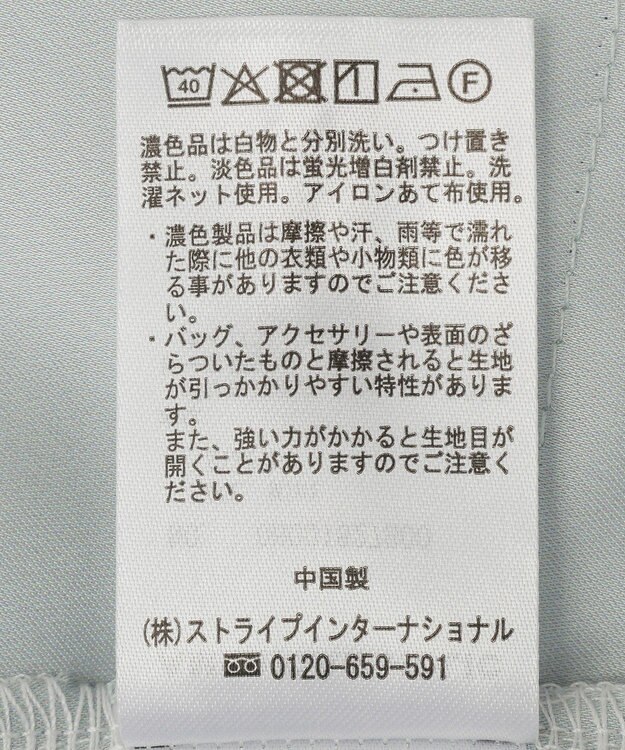 40 F
濃色品は白物と分別洗い。つけ置き
禁止。淡色品は蛍光増白剤禁止。洗
濯ネット使用。アイロンあて布使用。
・濃色製品は摩擦や汗、雨等で濡れ
た際に他の衣類や小物類に色が移
る事がありますのでご注意くださ
い。
・バッグ、アクセサリーや表面のざ
らついたものと摩擦されると生地
が引っかかりやすい特性がありま
す。
また、強い力がかかると生地目が
開くことがありますのでご注意く
ださい。
中国製
(株)ストライプインターナショナル
0120-659-591